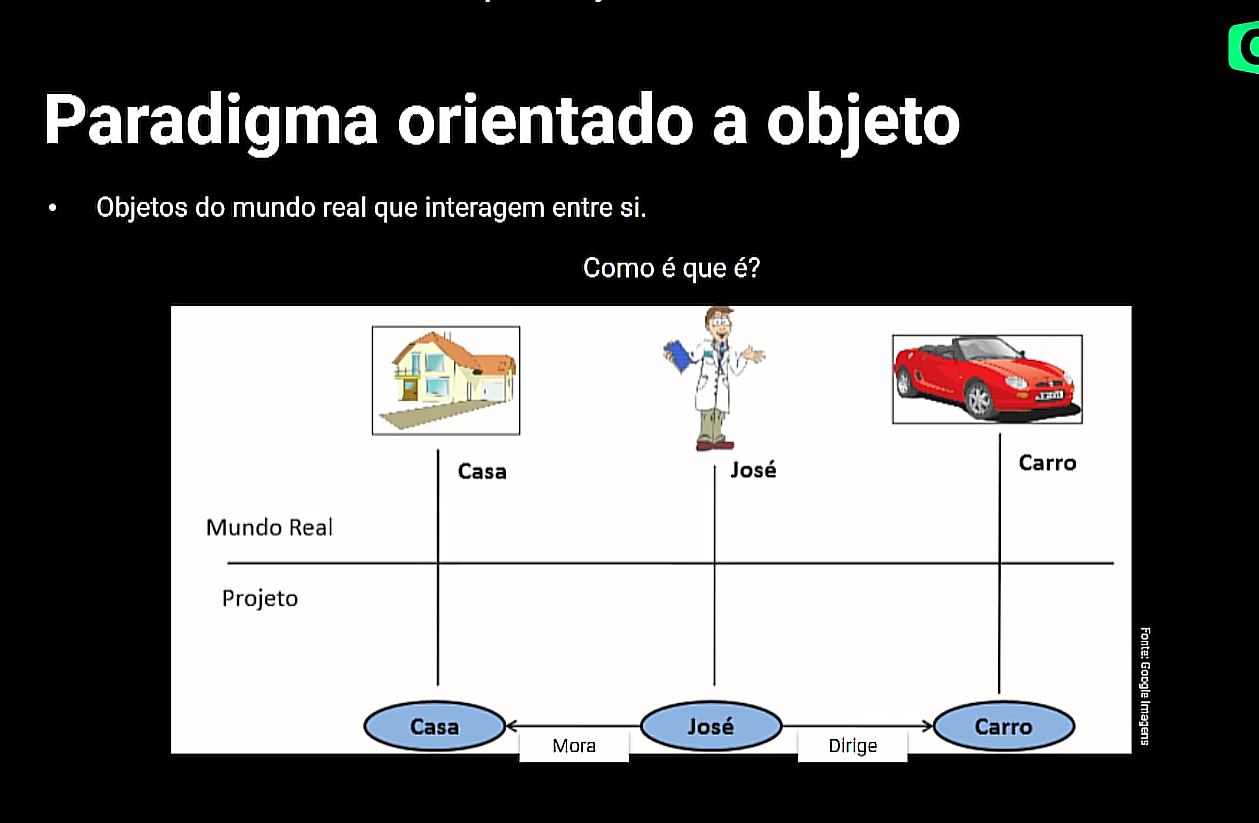 Paradigma orientado a objeto
• Objetos do mundo real que interagem entre si.
Como é que é?
Casa
José
Carro
Mundo Real
Projeto
Casa
José
Carro
Mora
Dirige
Fonte: Google Imagens